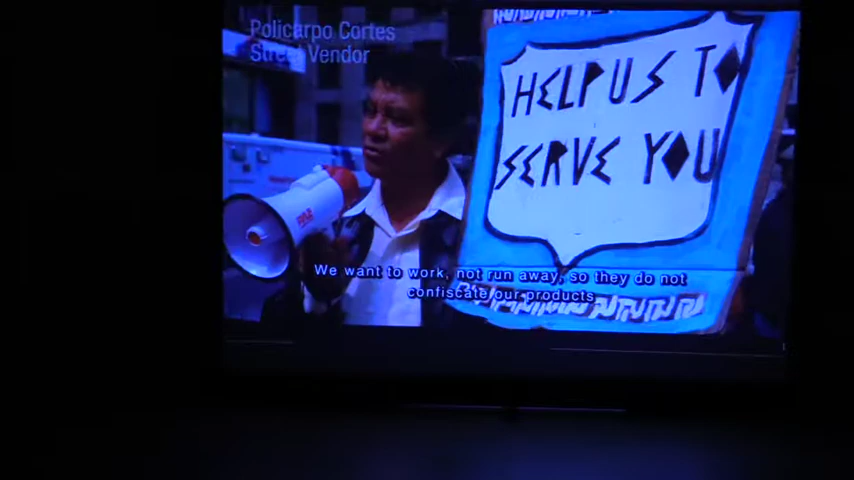 Policarpo Cortes
Street Vendor
HELP US TO
SERVE YOU
We want to work, not run away, so they do not
confiscate our products